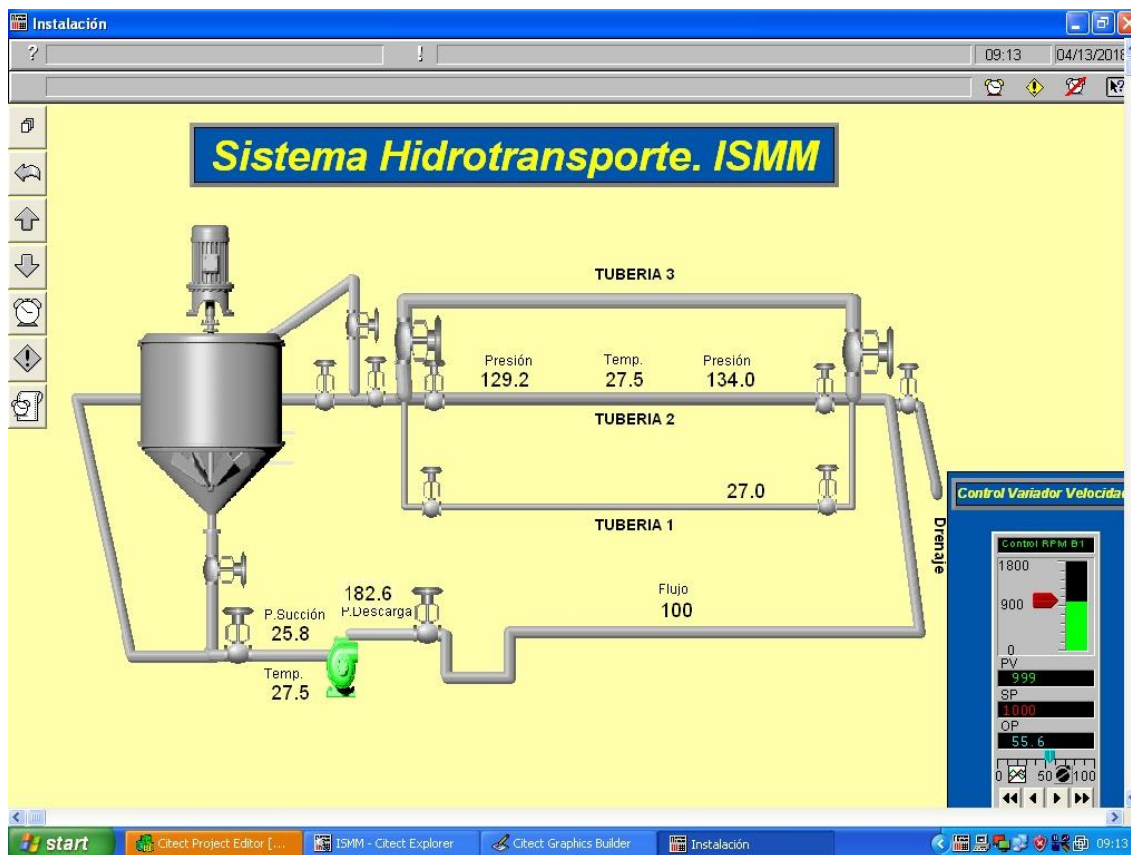 Instalación
?
!
09:13
04/13/2018
Sistema Hidrotransporte. ISMM
TUBERIA 3
Presión
129.2
Temp.
27.5
Presión
134.0
TUBERIA 2
27.0
TUBERIA 1
Drenaje
182.6
P.Descarga
P.Succión
25.8
Flujo
100
Temp.
27.5
Control Variador Velocidad
Control RPM B1
1800
900
0
PV
999
SP
1000
OP
55.6
0 50 100
start
Citect Project Editor [...
ISMM - Citect Explorer
Citect Graphics Builder
Instalación
09:13